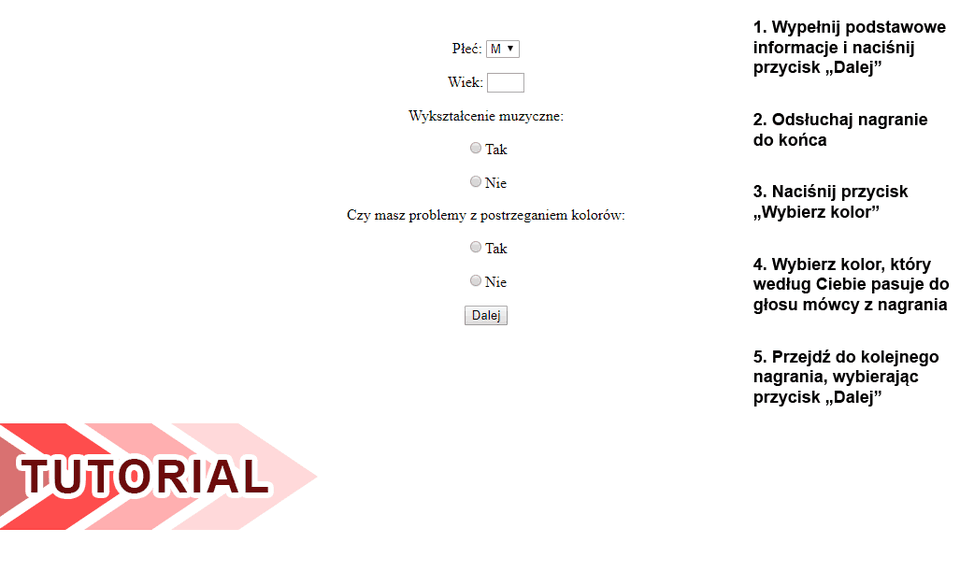 Płeć: M
Wiek:
Wykształcenie muzyczne:
Tak
Nie
Czy masz problemy z postrzeganiem kolorów:
Tak
Nie
Dalej
1. Wypełnij podstawowe
informacje i naciśnij
przycisk „Dalej”
2. Odsłuchaj nagranie
do końca
3. Naciśnij przycisk
„Wybierz kolor”
4. Wybierz kolor, który
według Ciebie pasuje do
głosu mówcy z nagrania
5. Przejdź do kolejnego
nagrania, wybierając
przycisk „Dalej”
TUTORIAL